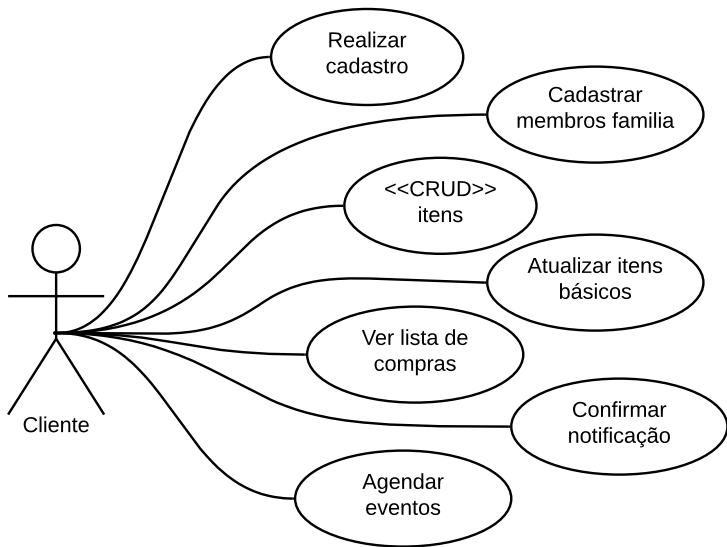 Realizar
cadastro
Cadastrar
membros familia
<<CRUD>>
itens
Atualizar itens
básicos
Ver lista de
compras
Confirmar
notificação
Cliente
Agendar
eventos